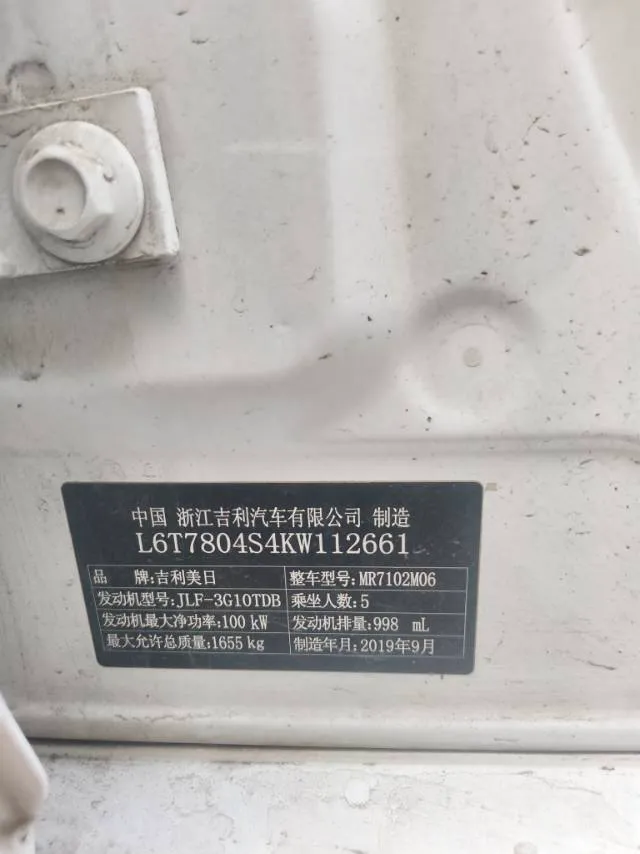 中国 浙江吉利汽车有限公司 制造
L6T7804S4KW112661
品 牌:吉利美日 整车型号:MR7102M06
发动机型号:JLF-3G10TDB 乘坐人数:5
发动机最大净功率:100 kW 发动机排量:998 mL
最大允许总质量:1655 kg 制造年月:2019年9月